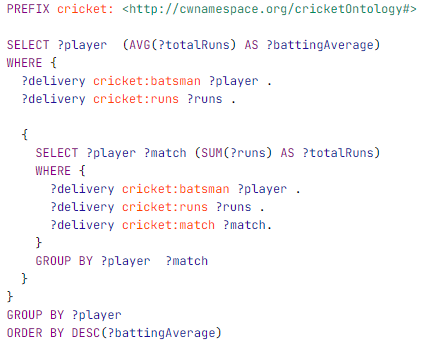 PREFIX cricket: <http://cwnamespace.org/cricketOntology#>
SELECT ?player  (AVG(?totalRuns) AS ?battingAverage)
WHERE {
  ?delivery cricket:batsman ?player .
  ?delivery cricket:runs ?runs .
  {
    SELECT ?player ?match (SUM(?runs) AS ?totalRuns)
    WHERE {
      ?delivery cricket:batsman ?player .
      ?delivery cricket:runs ?runs .
      ?delivery cricket:match ?match.
    }
    GROUP BY ?player  ?match
  }
}
GROUP BY ?player
ORDER BY DESC(?battingAverage)